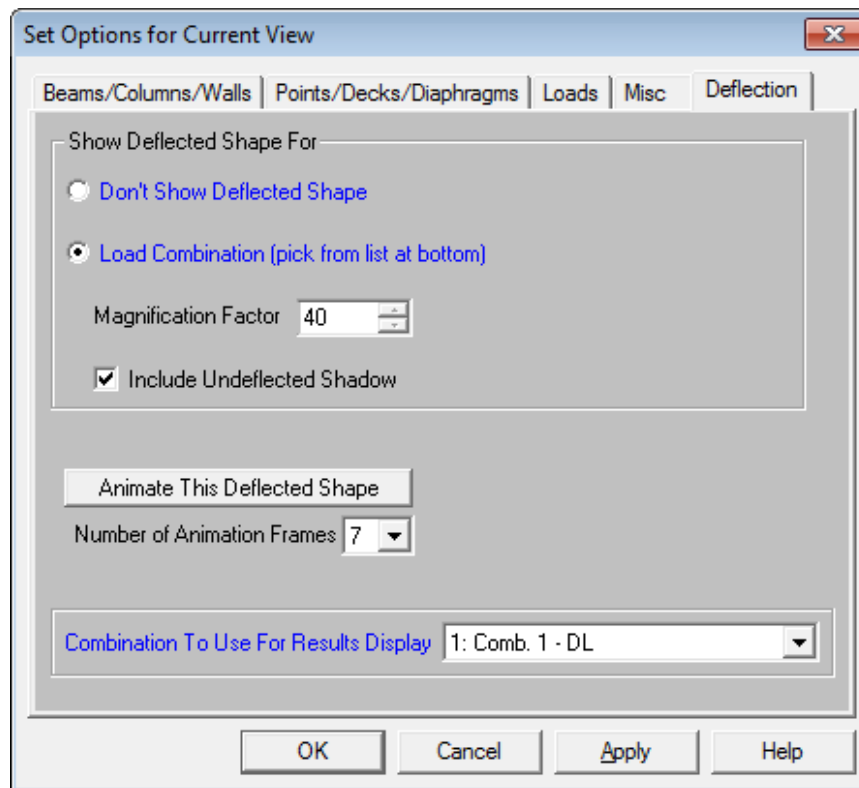 Set Options for Current View
Beams/Columns/Walls Points/Decks/Diaphragms Loads Misc Deflection
Show Deflected Shape For
Don't Show Deflected Shape
Load Combination (pick from list at bottom)
Magnification Factor 40
Include Undeflected Shadow
Animate This Deflected Shape
Number of Animation Frames 7
Combination To Use For Results Display 1: Comb. 1 - DL
OK Cancel Apply Help